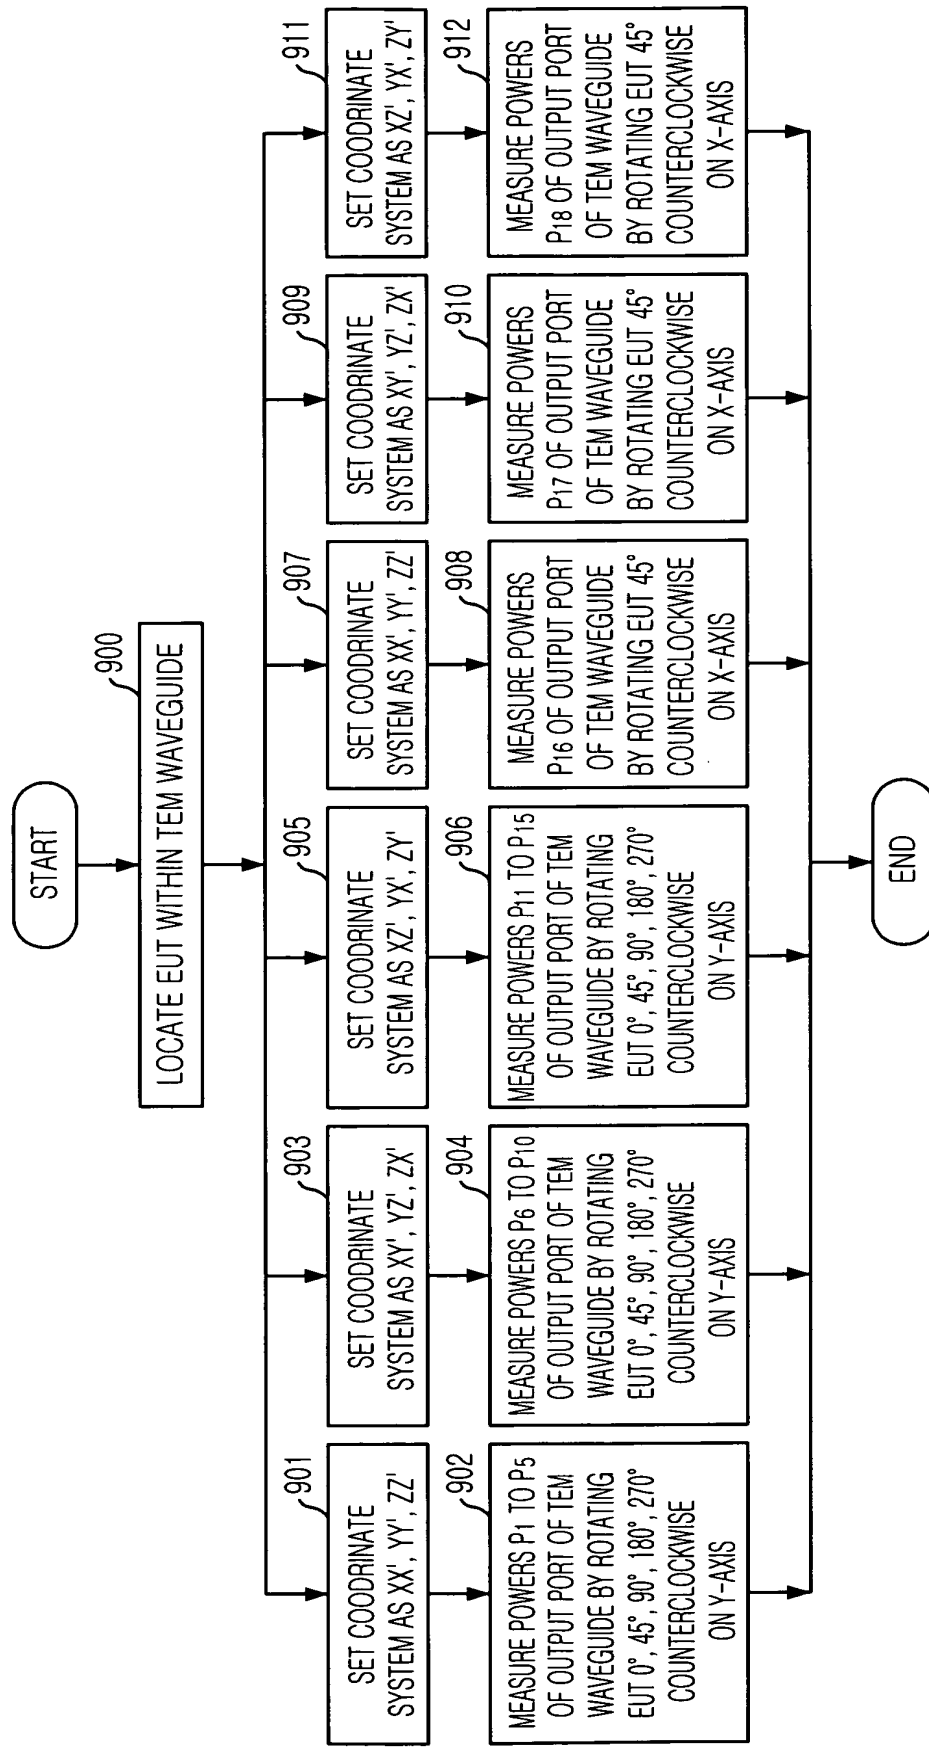 START
900
LOCATE EUT WITHIN TEM WAVEGUIDE
901
SET COODRINATE
SYSTEM AS XX', YY', ZZ'
902
MEASURE POWERS P1 TO P5
OF OUTPUT PORT OF TEM
WAVEGUIDE BY ROTATING
EUT 0°, 45°, 90°, 180°, 270°
COUNTERCLOCKWISE
ON Y-AXIS
903
SET COODRINATE
SYSTEM AS XY', YZ', ZX'
904
MEASURE POWERS P6 TO P10
OF OUTPUT PORT OF TEM
WAVEGUIDE BY ROTATING
EUT 0°, 45°, 90°, 180°, 270°
COUNTERCLOCKWISE
ON Y-AXIS
905
SET COODRINATE
SYSTEM AS XZ', YX', ZY'
906
MEASURE POWERS P11 TO P15
OF OUTPUT PORT OF TEM
WAVEGUIDE BY ROTATING
EUT 0°, 45°, 90°, 180°, 270°
COUNTERCLOCKWISE
ON Y-AXIS
907
SET COODRINATE
SYSTEM AS XX', YY', ZZ'
908
MEASURE POWERS
P16 OF OUTPUT PORT
OF TEM WAVEGUIDE
BY ROTATING EUT 45°
COUNTERCLOCKWISE
ON X-AXIS
909
SET COODRINATE
SYSTEM AS XY', YZ', ZX'
910
MEASURE POWERS
P17 OF OUTPUT PORT
OF TEM WAVEGUIDE
BY ROTATING EUT 45°
COUNTERCLOCKWISE
ON X-AXIS
911
SET COODRINATE
SYSTEM AS XZ', YX', ZY'
912
MEASURE POWERS
P18 OF OUTPUT PORT
OF TEM WAVEGUIDE
BY ROTATING EUT 45°
COUNTERCLOCKWISE
ON X-AXIS
END